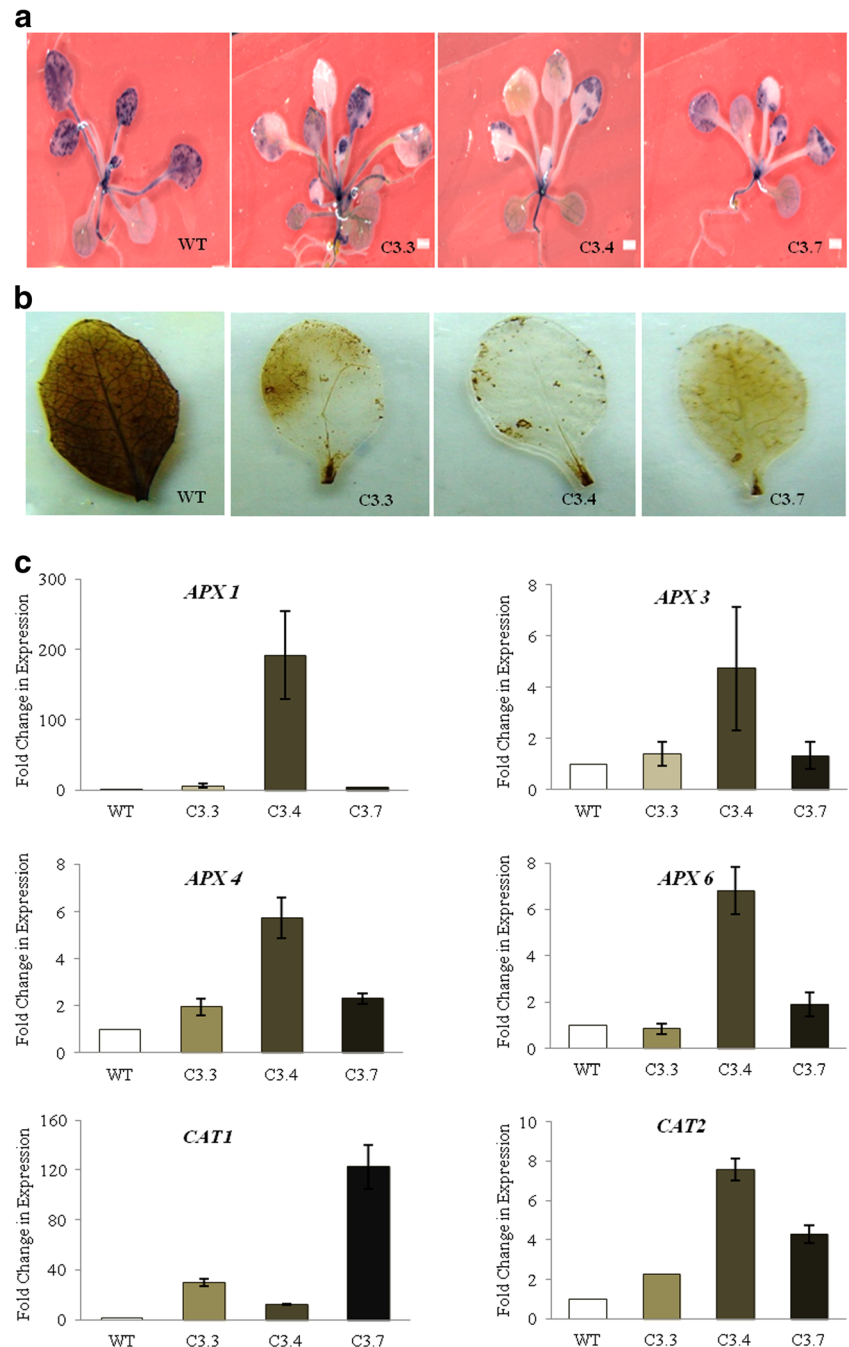 a
WT
C3.3
C3.4
C3.7
b
WT
C3.3
C3.4
C3.7
c
APX 1
Fold Change in Expression
300
200
100
0
WT C3.3 C3.4 C3.7
APX 3
Fold Change in Expression
8
6
4
2
0
WT C3.3 C3.4 C3.7
APX 4
Fold Change in Expression
8
6
4
2
0
WT C3.3 C3.4 C3.7
APX 6
Fold Change in Expression
8
6
4
2
0
WT C3.3 C3.4 C3.7
CAT1
Fold Change in Expression
160
120
80
40
0
WT C3.3 C3.4 C3.7
CAT2
Fold Change in Expression
10
8
6
4
2
0
WT C3.3 C3.4 C3.7